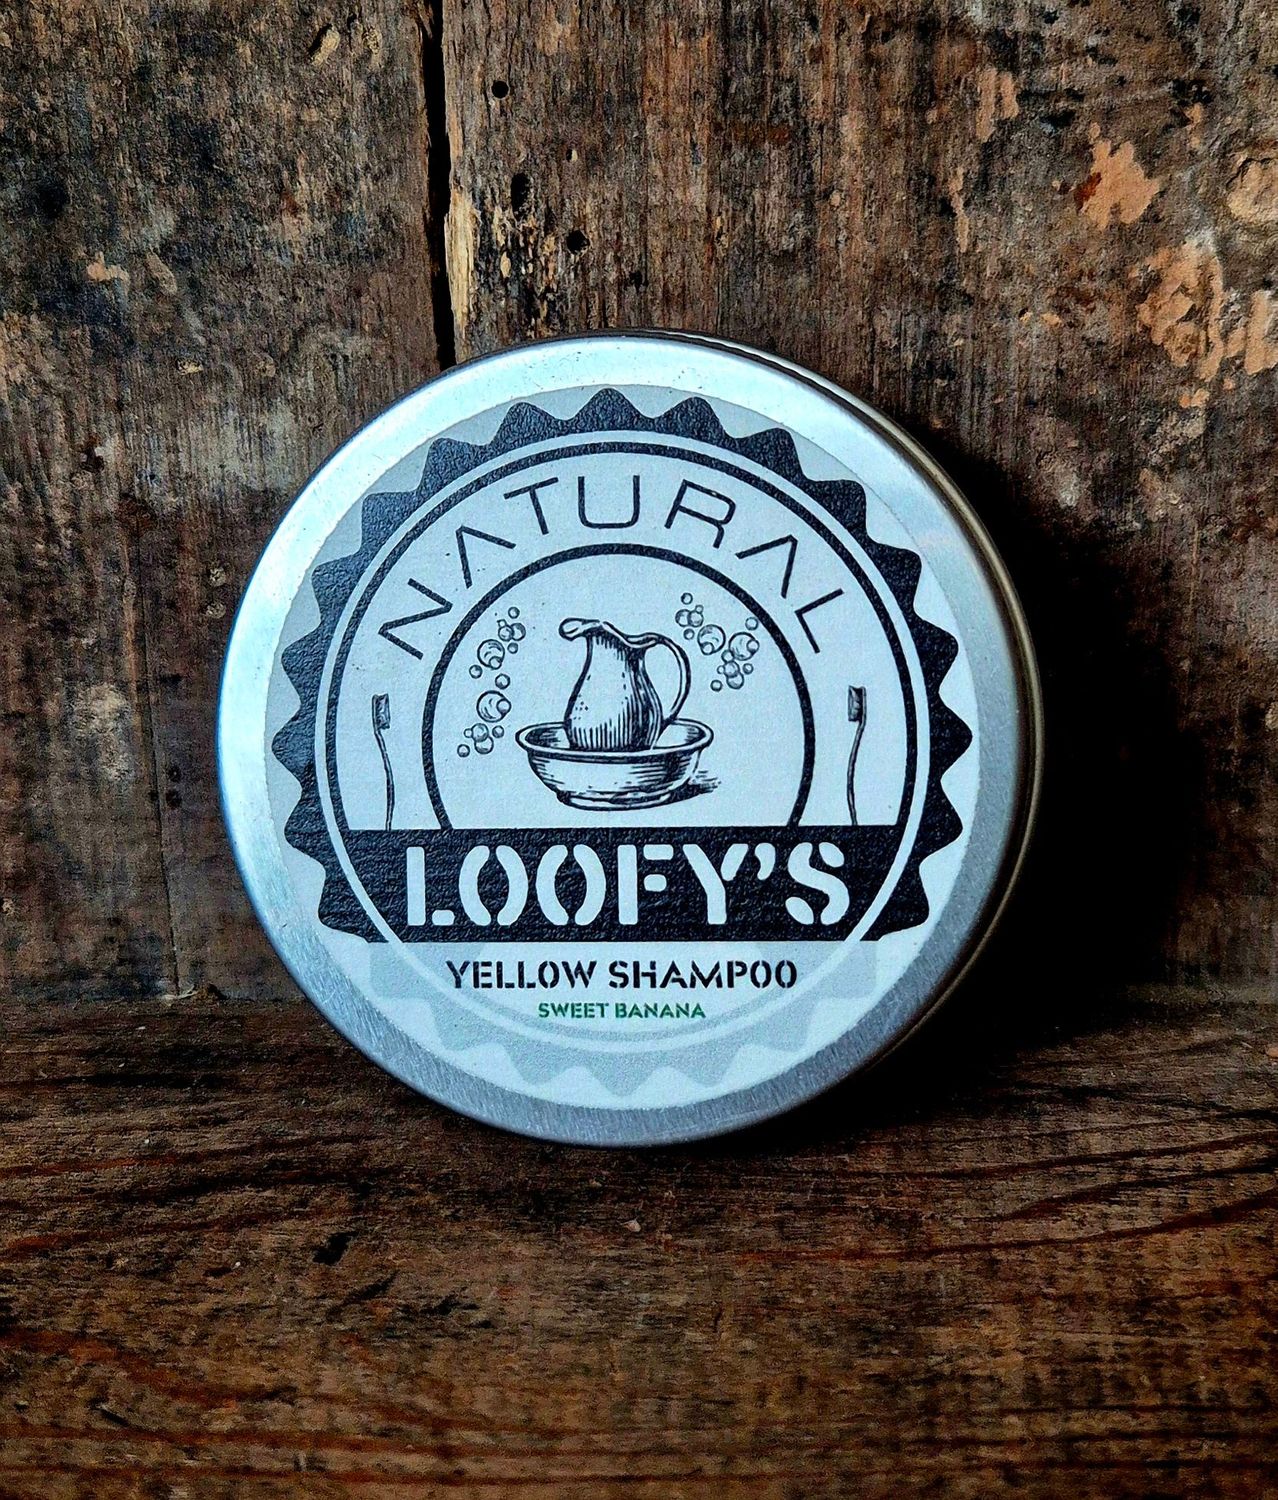 NATURAL
LOOFY'S
YELLOW SHAMPOO
SWEET BANANA